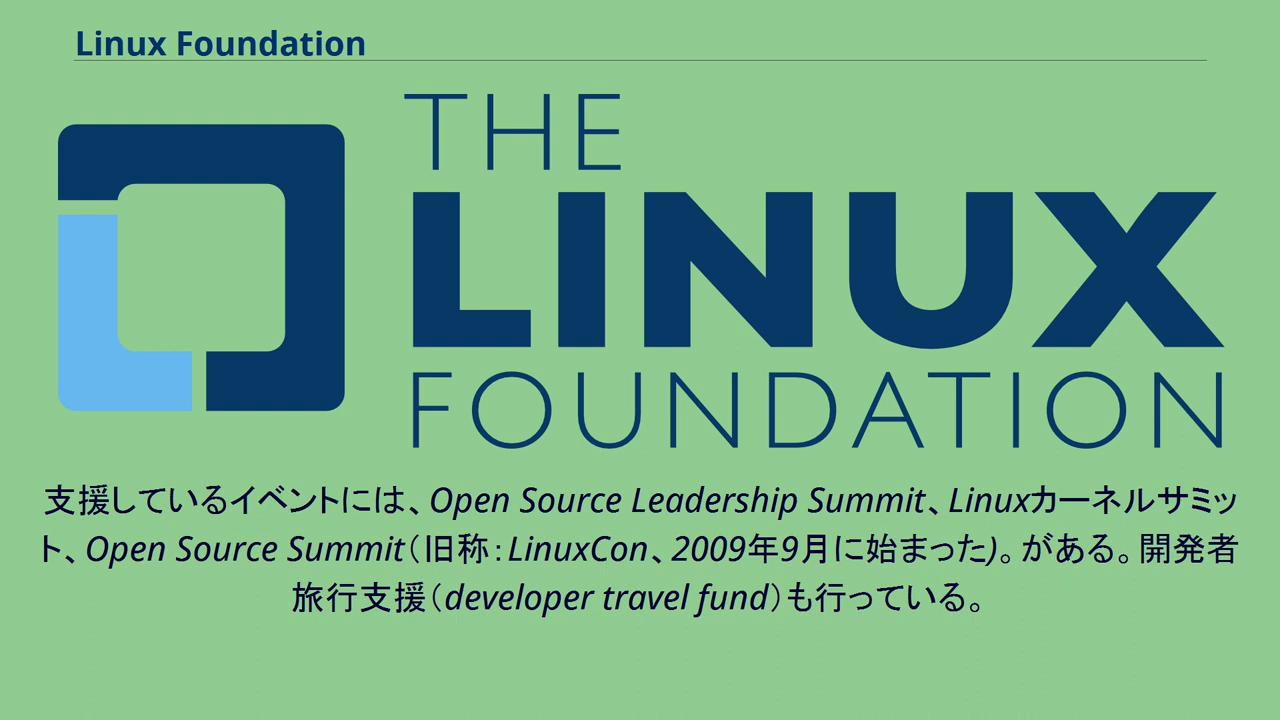 Linux Foundation
THE
LINUX
FOUNDATION
支援しているイベントには、Open Source Leadership Summit、Linuxカーネルサミッ
ト、Open Source Summit（旧称：LinuxCon、2009年9月に始まった)。がある。開発者
旅行支援（developer travel fund）も行っている。